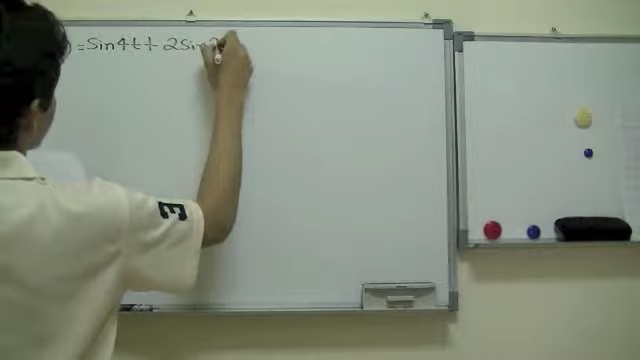 ) = Sin4t + 2Sin
E